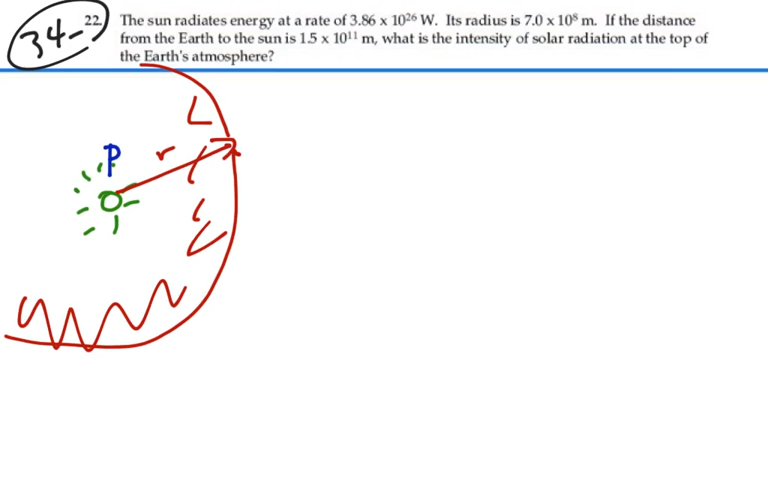 34-22.
The sun radiates energy at a rate of 3.86 x 10²⁶ W. Its radius is 7.0 x 10⁸ m. If the distance
from the Earth to the sun is 1.5 x 10¹¹ m, what is the intensity of solar radiation at the top of
the Earth's atmosphere?
P
r